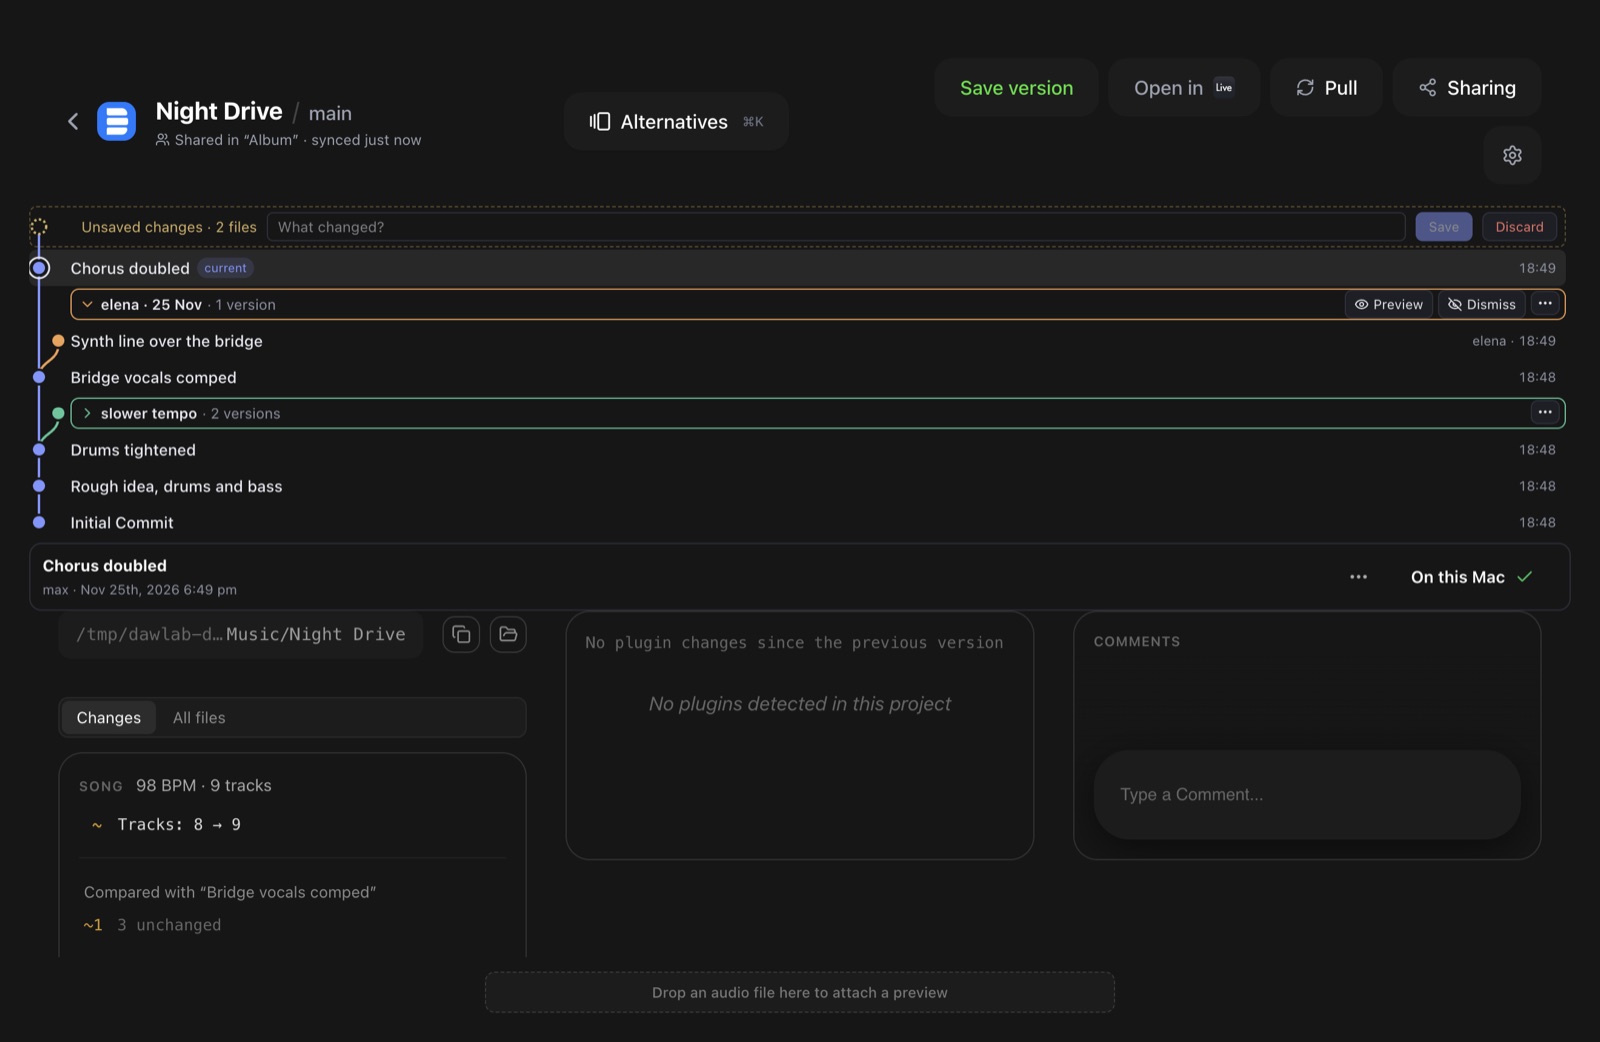 Save version
Open in Live
Pull
Sharing
Night Drive / main
Shared in “Album” · synced just now
Alternatives ⌘K
Unsaved changes · 2 files
What changed?
Save
Discard
Chorus doubled current 18:49
elena · 25 Nov · 1 version
Preview
Dismiss
Synth line over the bridge elena · 18:49
Bridge vocals comped 18:48
slower tempo · 2 versions
Drums tightened 18:48
Rough idea, drums and bass 18:48
Initial Commit 18:48
Chorus doubled
max · Nov 25th, 2026 6:49 pm
On this Mac
/tmp/dawlab-d…Music/Night Drive
Changes
All files
SONG 98 BPM · 9 tracks
~ Tracks: 8 → 9
Compared with “Bridge vocals comped”
~1 3 unchanged
No plugin changes since the previous version
No plugins detected in this project
COMMENTS
Type a Comment...
Drop an audio file here to attach a preview